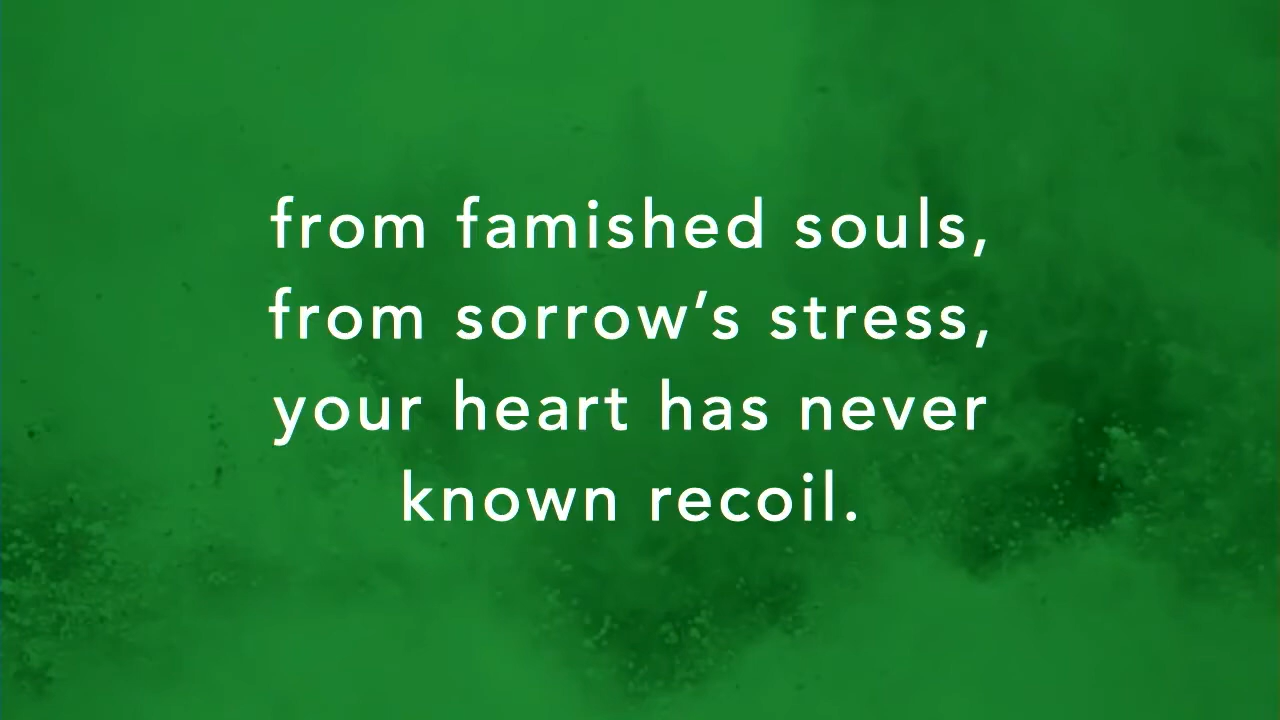 from famished souls,
from sorrow’s stress,
your heart has never
known recoil.